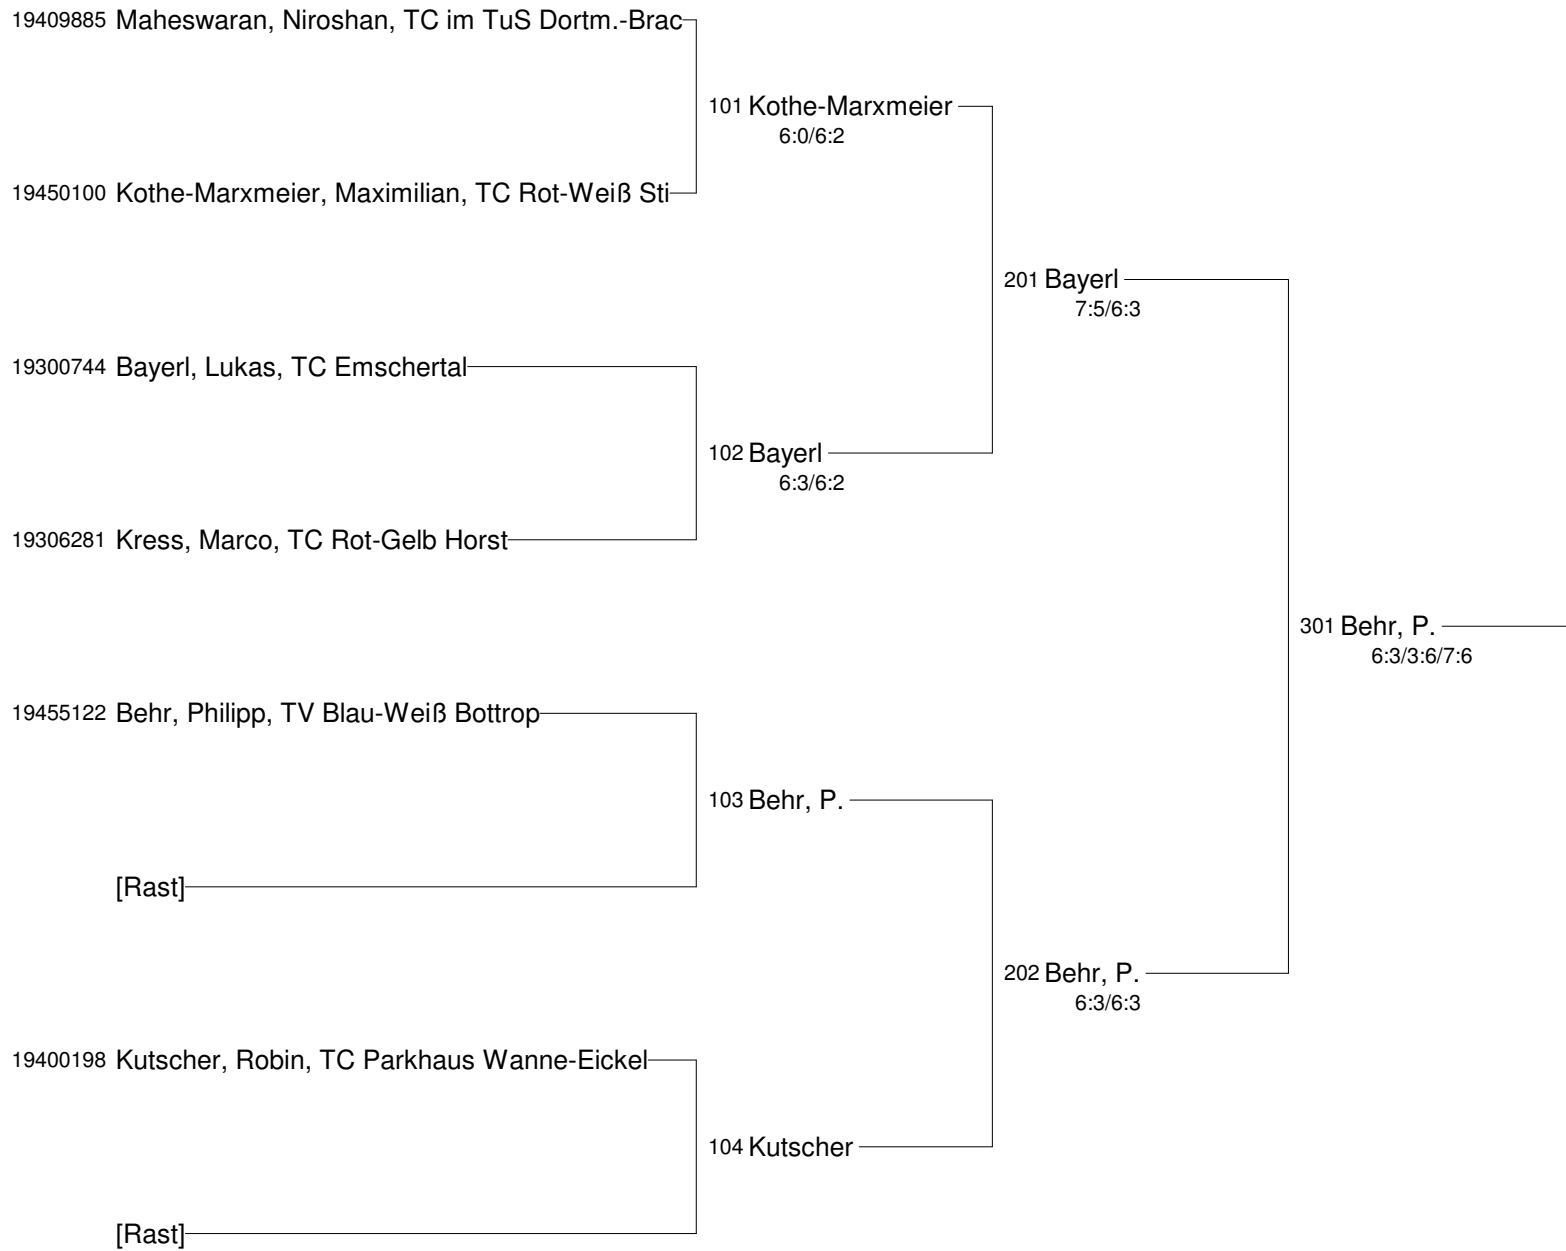 19409885 Maheswaran, Niroshan, TC im TuS Dortm.-Brac
101 Kothe-Marxmeier
6:0/6:2
19450100 Kothe-Marxmeier, Maximilian, TC Rot-Weiß Sti
201 Bayerl
7:5/6:3
19300744 Bayerl, Lukas, TC Emschertal
102 Bayerl
6:3/6:2
19306281 Kress, Marco, TC Rot-Gelb Horst
301 Behr, P.
6:3/3:6/7:6
19455122 Behr, Philipp, TV Blau-Weiß Bottrop
103 Behr, P.
[Rast]
202 Behr, P.
6:3/6:3
19400198 Kutscher, Robin, TC Parkhaus Wanne-Eickel
104 Kutscher
[Rast]